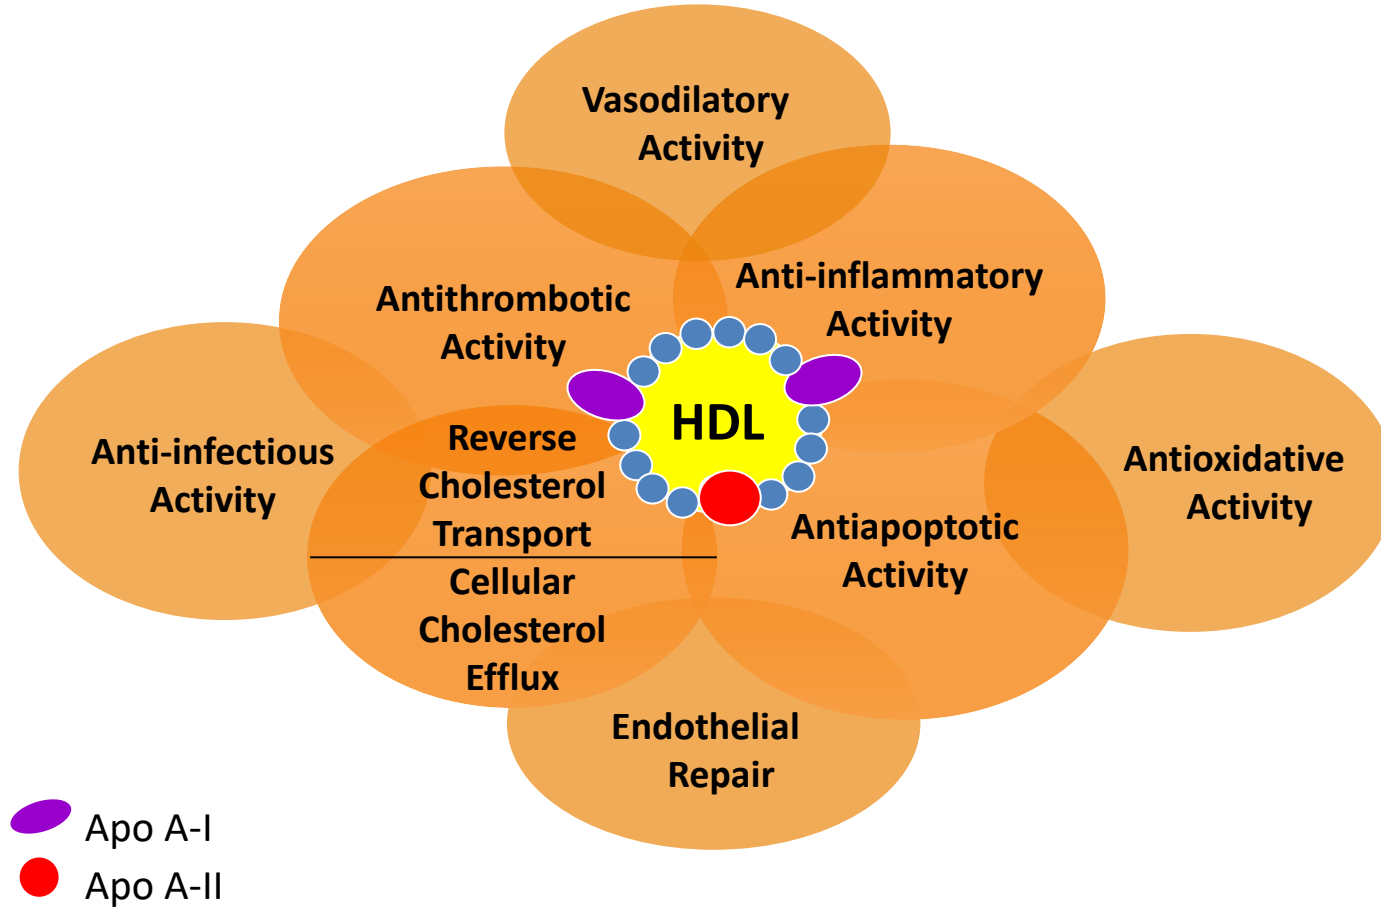 Vasodilatory
Activity
Antithrombotic
Activity
Anti-inflammatory
Activity
HDL
Anti-infectious
Activity
Reverse
Cholesterol
Transport
Cellular
Cholesterol
Efflux
Antiapoptotic
Activity
Antioxidative
Activity
Endothelial
Repair
Apo A-I
Apo A-II